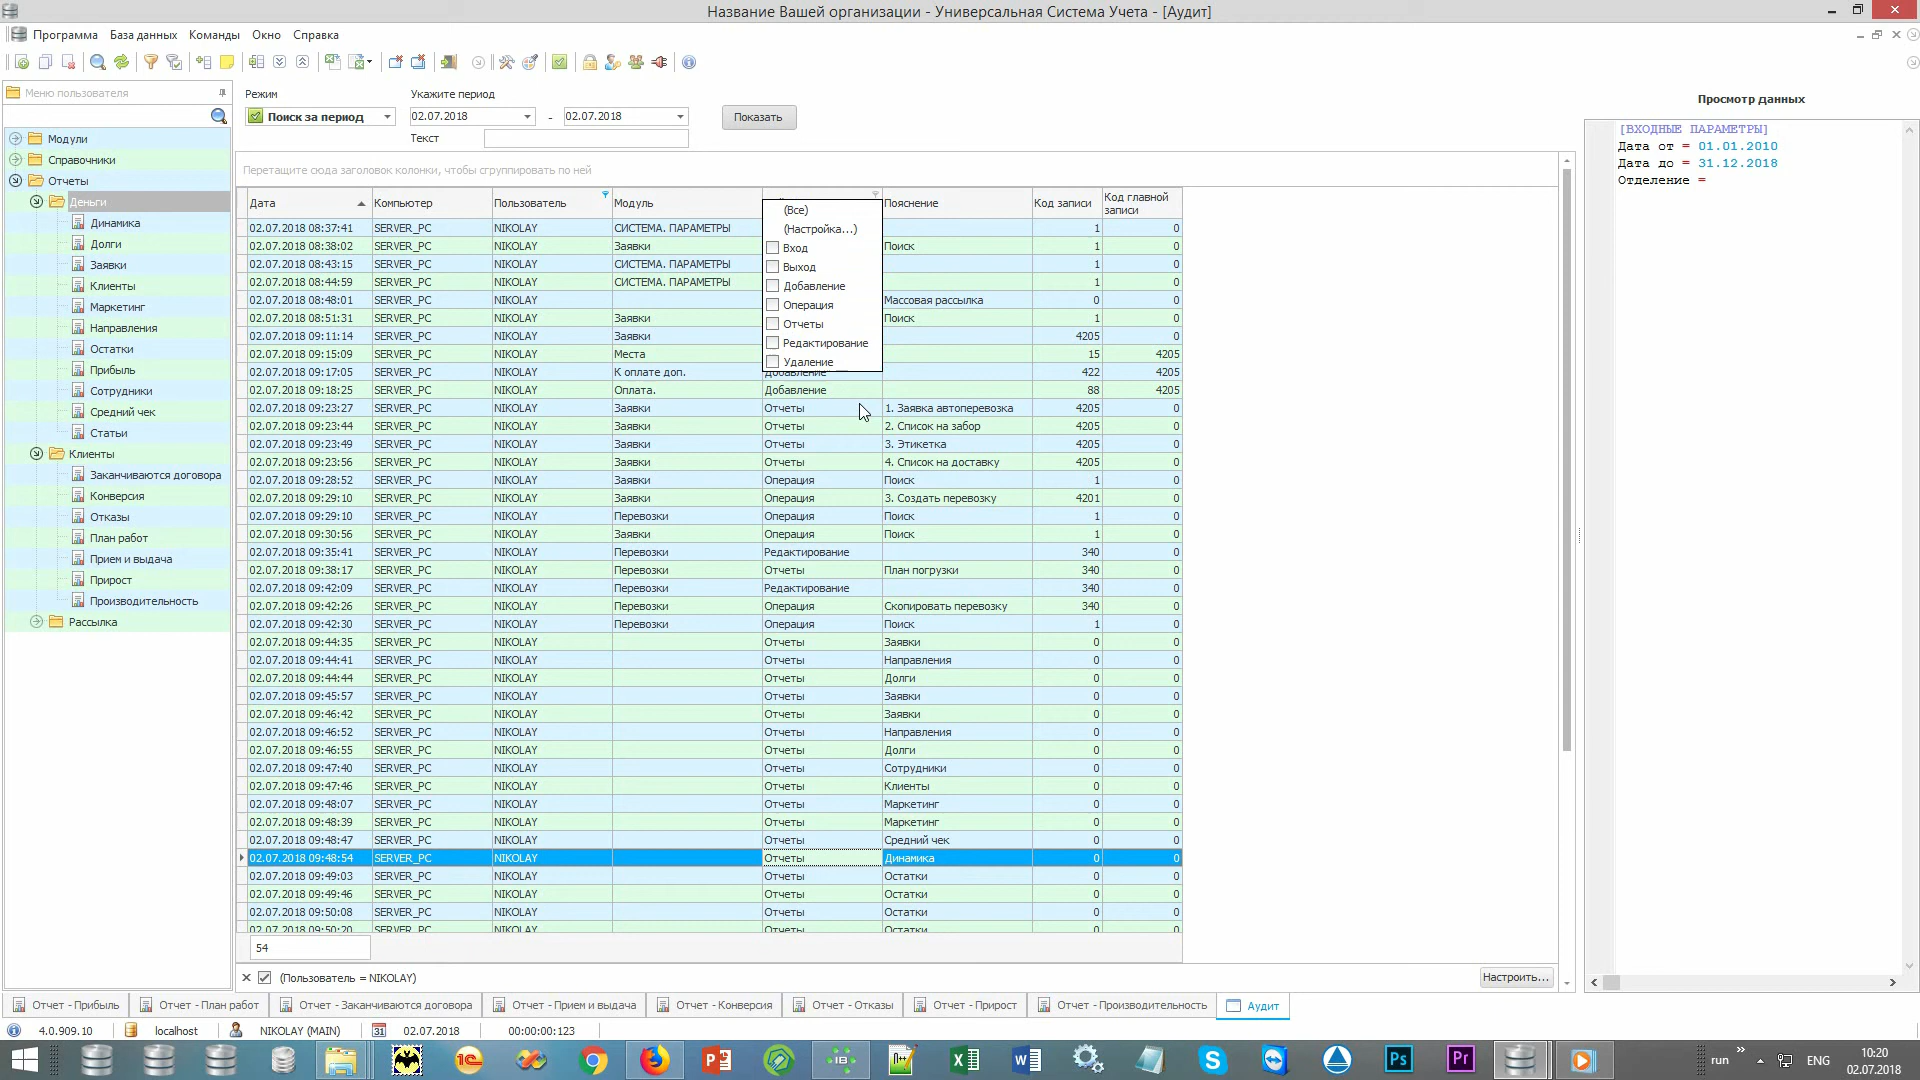 Название Вашей организации - Универсальная Система Учета - [Аудит]
Программа База данных Команды Окно Справка
Меню пользователя
Модули
Справочники
Отчеты
Деньги
Динамика
Долги
Заявки
Клиенты
Маркетинг
Направления
Остатки
Прибыль
Сотрудники
Средний чек
Статьи
Клиенты
Заканчиваются договора
Конверсия
Отказы
План работ
Прием и выдача
Прирост
Производительность
Рассылка
Режим Укажите период
Поиск за период 02.07.2018 - 02.07.2018 Показать
Текст
Перетащите сюда заголовок колонки, чтобы сгруппировать по ней
Дата Компьютер Пользователь Модуль Пояснение Код записи Код главной записи
02.07.2018 08:37:41 SERVER_PC NIKOLAY СИСТЕМА. ПАРАМЕТРЫ 1 0
02.07.2018 08:38:02 SERVER_PC NIKOLAY Заявки Поиск 1 0
02.07.2018 08:43:15 SERVER_PC NIKOLAY СИСТЕМА. ПАРАМЕТРЫ 1 0
02.07.2018 08:44:59 SERVER_PC NIKOLAY СИСТЕМА. ПАРАМЕТРЫ 1 0
02.07.2018 08:48:01 SERVER_PC NIKOLAY Массовая рассылка 0 0
02.07.2018 08:51:31 SERVER_PC NIKOLAY Заявки Поиск 1 0
02.07.2018 09:11:14 SERVER_PC NIKOLAY Заявки 4205 0
02.07.2018 09:15:09 SERVER_PC NIKOLAY Места 15 4205
02.07.2018 09:17:05 SERVER_PC NIKOLAY К оплате доп. Добавление 422 4205
02.07.2018 09:18:25 SERVER_PC NIKOLAY Оплата. Добавление 88 4205
02.07.2018 09:23:27 SERVER_PC NIKOLAY Заявки Отчеты 1. Заявка автоперевозка 4205 0
02.07.2018 09:23:44 SERVER_PC NIKOLAY Заявки Отчеты 2. Список на забор 4205 0
02.07.2018 09:23:49 SERVER_PC NIKOLAY Заявки Отчеты 3. Этикетка 4205 0
02.07.2018 09:23:56 SERVER_PC NIKOLAY Заявки Отчеты 4. Список на доставку 4205 0
02.07.2018 09:28:52 SERVER_PC NIKOLAY Заявки Операция Поиск 1 0
02.07.2018 09:29:10 SERVER_PC NIKOLAY Заявки Операция 3. Создать перевозку 4201 0
02.07.2018 09:29:10 SERVER_PC NIKOLAY Перевозки Операция Поиск 1 0
02.07.2018 09:30:56 SERVER_PC NIKOLAY Заявки Операция Поиск 1 0
02.07.2018 09:35:41 SERVER_PC NIKOLAY Перевозки Редактирование 340 0
02.07.2018 09:38:17 SERVER_PC NIKOLAY Перевозки Отчеты План погрузки 340 0
02.07.2018 09:42:09 SERVER_PC NIKOLAY Перевозки Редактирование 340 0
02.07.2018 09:42:26 SERVER_PC NIKOLAY Перевозки Операция Скопировать перевозку 340 0
02.07.2018 09:42:30 SERVER_PC NIKOLAY Перевозки Операция Поиск 1 0
02.07.2018 09:44:35 SERVER_PC NIKOLAY Отчеты Заявки 0 0
02.07.2018 09:44:41 SERVER_PC NIKOLAY Отчеты Направления 0 0
02.07.2018 09:44:44 SERVER_PC NIKOLAY Отчеты Долги 0 0
02.07.2018 09:45:57 SERVER_PC NIKOLAY Отчеты Заявки 0 0
02.07.2018 09:46:42 SERVER_PC NIKOLAY Отчеты Заявки 0 0
02.07.2018 09:46:52 SERVER_PC NIKOLAY Отчеты Направления 0 0
02.07.2018 09:46:55 SERVER_PC NIKOLAY Отчеты Долги 0 0
02.07.2018 09:47:40 SERVER_PC NIKOLAY Отчеты Сотрудники 0 0
02.07.2018 09:47:46 SERVER_PC NIKOLAY Отчеты Клиенты 0 0
02.07.2018 09:48:07 SERVER_PC NIKOLAY Отчеты Маркетинг 0 0
02.07.2018 09:48:39 SERVER_PC NIKOLAY Отчеты Маркетинг 0 0
02.07.2018 09:48:47 SERVER_PC NIKOLAY Отчеты Средний чек 0 0
02.07.2018 09:48:54 SERVER_PC NIKOLAY Отчеты Динамика 0 0
02.07.2018 09:49:03 SERVER_PC NIKOLAY Отчеты Остатки 0 0
02.07.2018 09:49:46 SERVER_PC NIKOLAY Отчеты Остатки 0 0
02.07.2018 09:50:08 SERVER_PC NIKOLAY Отчеты Остатки 0 0
02.07.2018 09:50:20 SERVER_PC NIKOLAY Отчеты Остатки 0 0
54
(Все)
(Настройка...)
Вход
Выход
Добавление
Операция
Отчеты
Редактирование
Удаление
(Пользователь = NIKOLAY) Настроить...
Просмотр данных
[ВХОДНЫЕ ПАРАМЕТРЫ]
Дата от = 01.01.2010
Дата до = 31.12.2018
Отделение =
Отчет - Прибыль Отчет - План работ Отчет - Заканчиваются договора Отчет - Прием и выдача Отчет - Конверсия Отчет - Отказы Отчет - Прирост Отчет - Производительность Аудит
4.0.909.10 localhost NIKOLAY (MAIN) 31 02.07.2018 00:00:00:123
run » ENG 10:20
02.07.2018